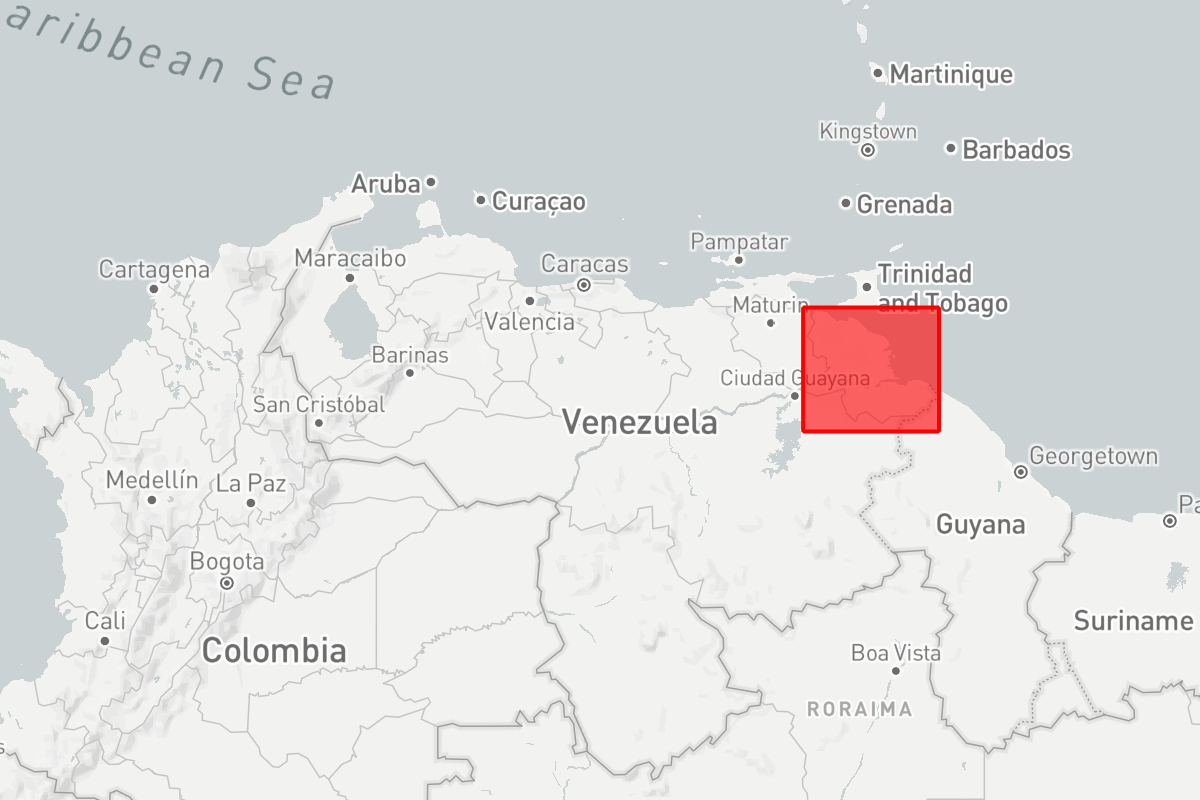 aribbean Sea
Martinique
Kingstown
Barbados
Aruba
Curaçao
Grenada
Pampatar
Cartagena
Maracaibo
Caracas
Trinidad
and Tobago
Maturin
Valencia
Barinas
Ciudad Guayana
San Cristóbal
Venezuela
Georgetown
Medellín
La Paz
Pa
Guyana
Bogota
Cali
Suriname
Colombia
Boa Vista
RORAIMA
s